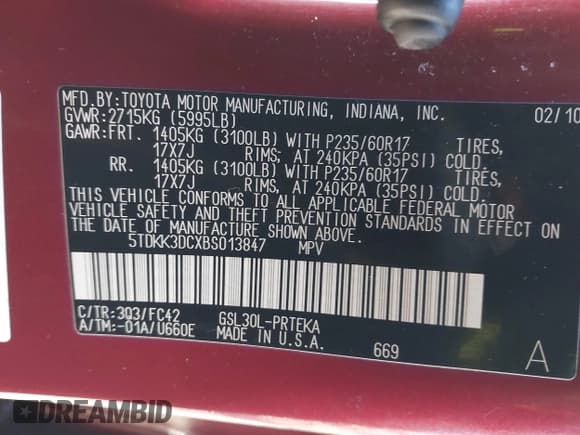 MFD.BY:TOYOTA MOTOR MANUFACTURING, INDIANA, INC.
GVWR:2715KG (5995LB) 02/10
GAWR:FRT. 1405KG (3100LB) WITH P235/60R17 TIRES,
17X7J RIMS, AT 240KPA (35PSI) COLD.
RR. 1405KG (3100LB) WITH P235/60R17 TIRES,
17X7J RIMS, AT 240KPA (35PSI) COLD.
THIS VEHICLE CONFORMS TO ALL APPLICABLE FEDERAL MOTOR
VEHICLE SAFETY AND THEFT PREVENTION STANDARDS IN EFFECT ON
THE DATE OF MANUFACTURE SHOWN ABOVE.
5TDKK3DCXBS013847 MPV
C/TR:3Q3/FC42 GSL30L-PRTEKA
A/TM:-01A/U660E MADE IN U.S.A.
669 A
DREAMBID